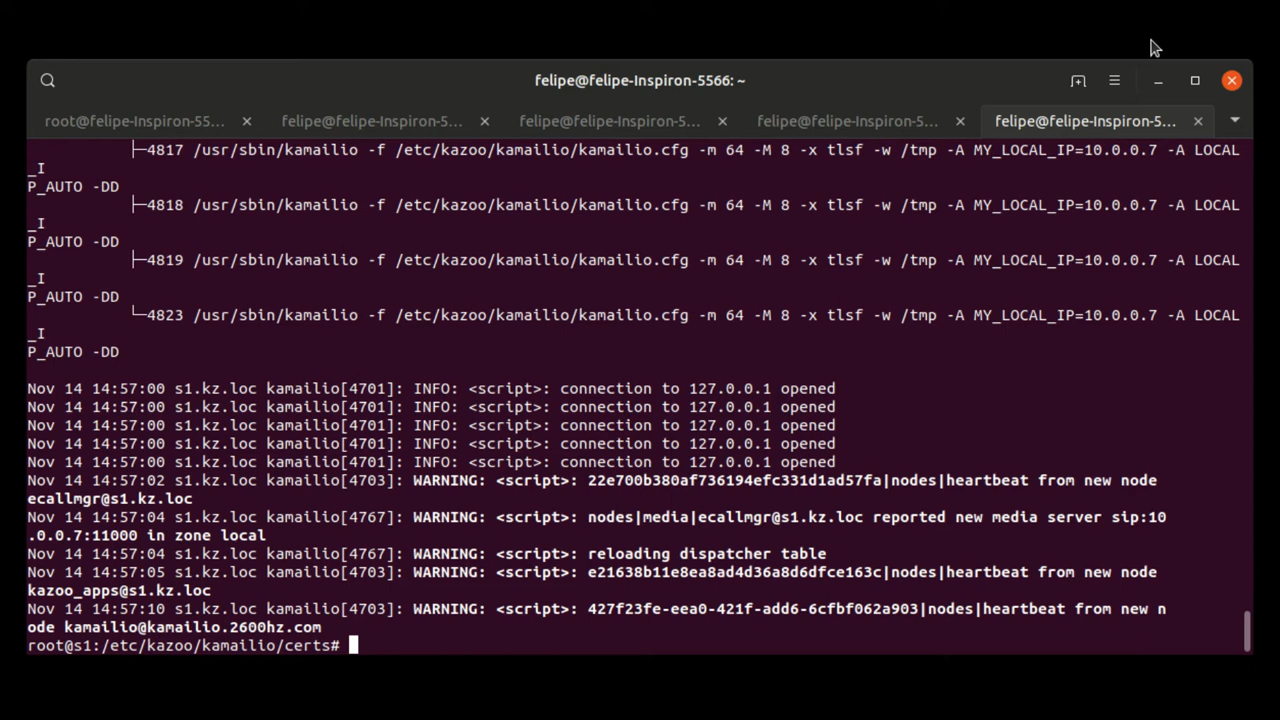 felipe@felipe-Inspiron-5566: ~
root@felipe-Inspiron-55... felipe@felipe-Inspiron-5... felipe@felipe-Inspiron-5... felipe@felipe-Inspiron-5... felipe@felipe-Inspiron-5...
├─4817 /usr/sbin/kamailio -f /etc/kazoo/kamailio/kamailio.cfg -m 64 -M 8 -x tlsf -w /tmp -A MY_LOCAL_IP=10.0.0.7 -A LOCAL
_I
P_AUTO -DD
├─4818 /usr/sbin/kamailio -f /etc/kazoo/kamailio/kamailio.cfg -m 64 -M 8 -x tlsf -w /tmp -A MY_LOCAL_IP=10.0.0.7 -A LOCAL
_I
P_AUTO -DD
├─4819 /usr/sbin/kamailio -f /etc/kazoo/kamailio/kamailio.cfg -m 64 -M 8 -x tlsf -w /tmp -A MY_LOCAL_IP=10.0.0.7 -A LOCAL
_I
P_AUTO -DD
└─4823 /usr/sbin/kamailio -f /etc/kazoo/kamailio/kamailio.cfg -m 64 -M 8 -x tlsf -w /tmp -A MY_LOCAL_IP=10.0.0.7 -A LOCAL
_I
P_AUTO -DD
Nov 14 14:57:00 s1.kz.loc kamailio[4701]: INFO: <script>: connection to 127.0.0.1 opened
Nov 14 14:57:00 s1.kz.loc kamailio[4701]: INFO: <script>: connection to 127.0.0.1 opened
Nov 14 14:57:00 s1.kz.loc kamailio[4701]: INFO: <script>: connection to 127.0.0.1 opened
Nov 14 14:57:00 s1.kz.loc kamailio[4701]: INFO: <script>: connection to 127.0.0.1 opened
Nov 14 14:57:00 s1.kz.loc kamailio[4701]: INFO: <script>: connection to 127.0.0.1 opened
Nov 14 14:57:02 s1.kz.loc kamailio[4703]: WARNING: <script>: 22e700b380af736194efc331d1ad57fa|nodes|heartbeat from new node
ecallmgr@s1.kz.loc
Nov 14 14:57:04 s1.kz.loc kamailio[4767]: WARNING: <script>: nodes|media|ecallmgr@s1.kz.loc reported new media server sip:10
.0.0.7:11000 in zone local
Nov 14 14:57:04 s1.kz.loc kamailio[4767]: WARNING: <script>: reloading dispatcher table
Nov 14 14:57:05 s1.kz.loc kamailio[4703]: WARNING: <script>: e21638b11e8ea8ad4d36a8d6dfce163c|nodes|heartbeat from new node
kazoo_apps@s1.kz.loc
Nov 14 14:57:10 s1.kz.loc kamailio[4703]: WARNING: <script>: 427f23fe-eea0-421f-add6-6cfbf062a903|nodes|heartbeat from new n
ode kamailio@kamailio.2600hz.com
root@s1:/etc/kazoo/kamailio/certs#